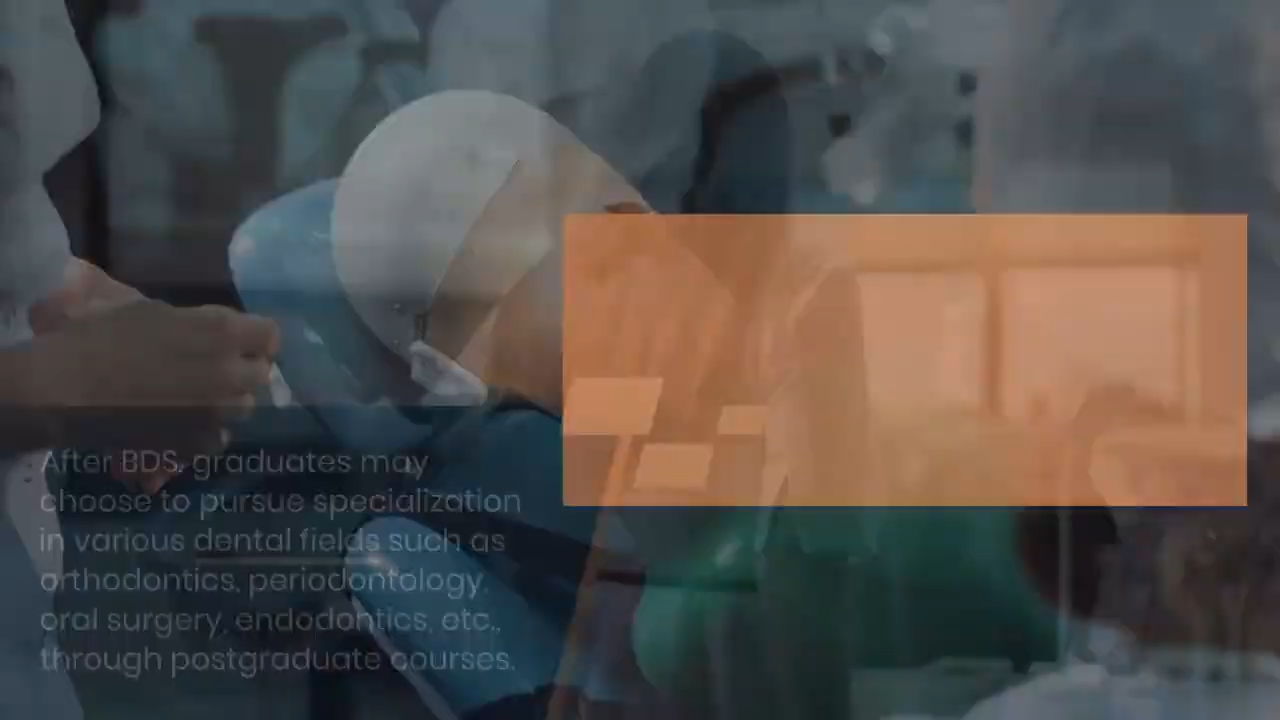 After BDS, graduates may
choose to pursue specialization
in various dental fields such as
orthodontics, periodontology,
oral surgery, endodontics, etc.,
through postgraduate courses.